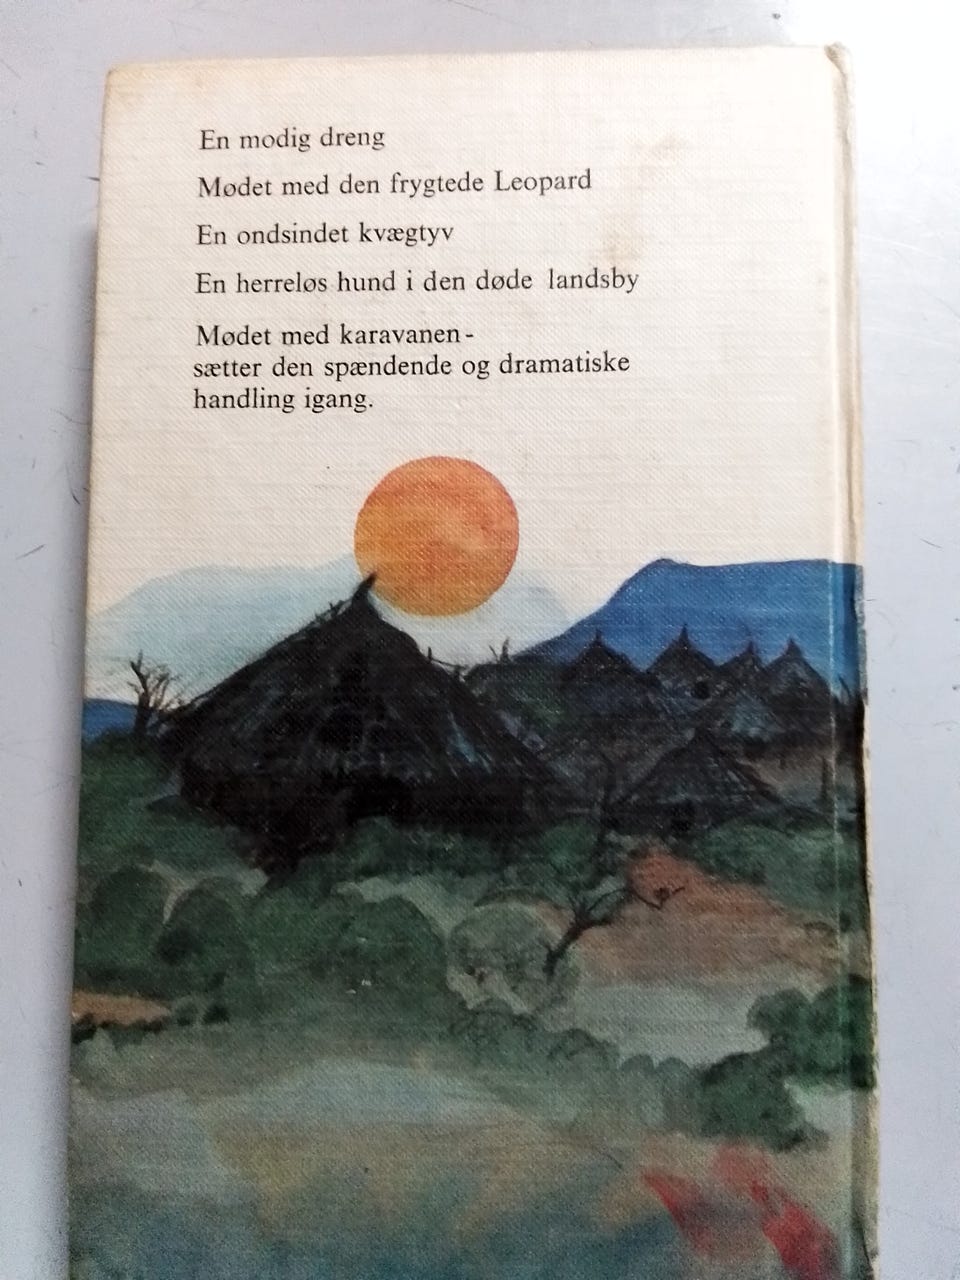 En modig dreng
Mødet med den frygtede Leopard
En ondsindet kvægtyv
En herreløs hund i den døde landsby
Mødet med karavanen -
sætter den spændende og dramatiske
handling igang.